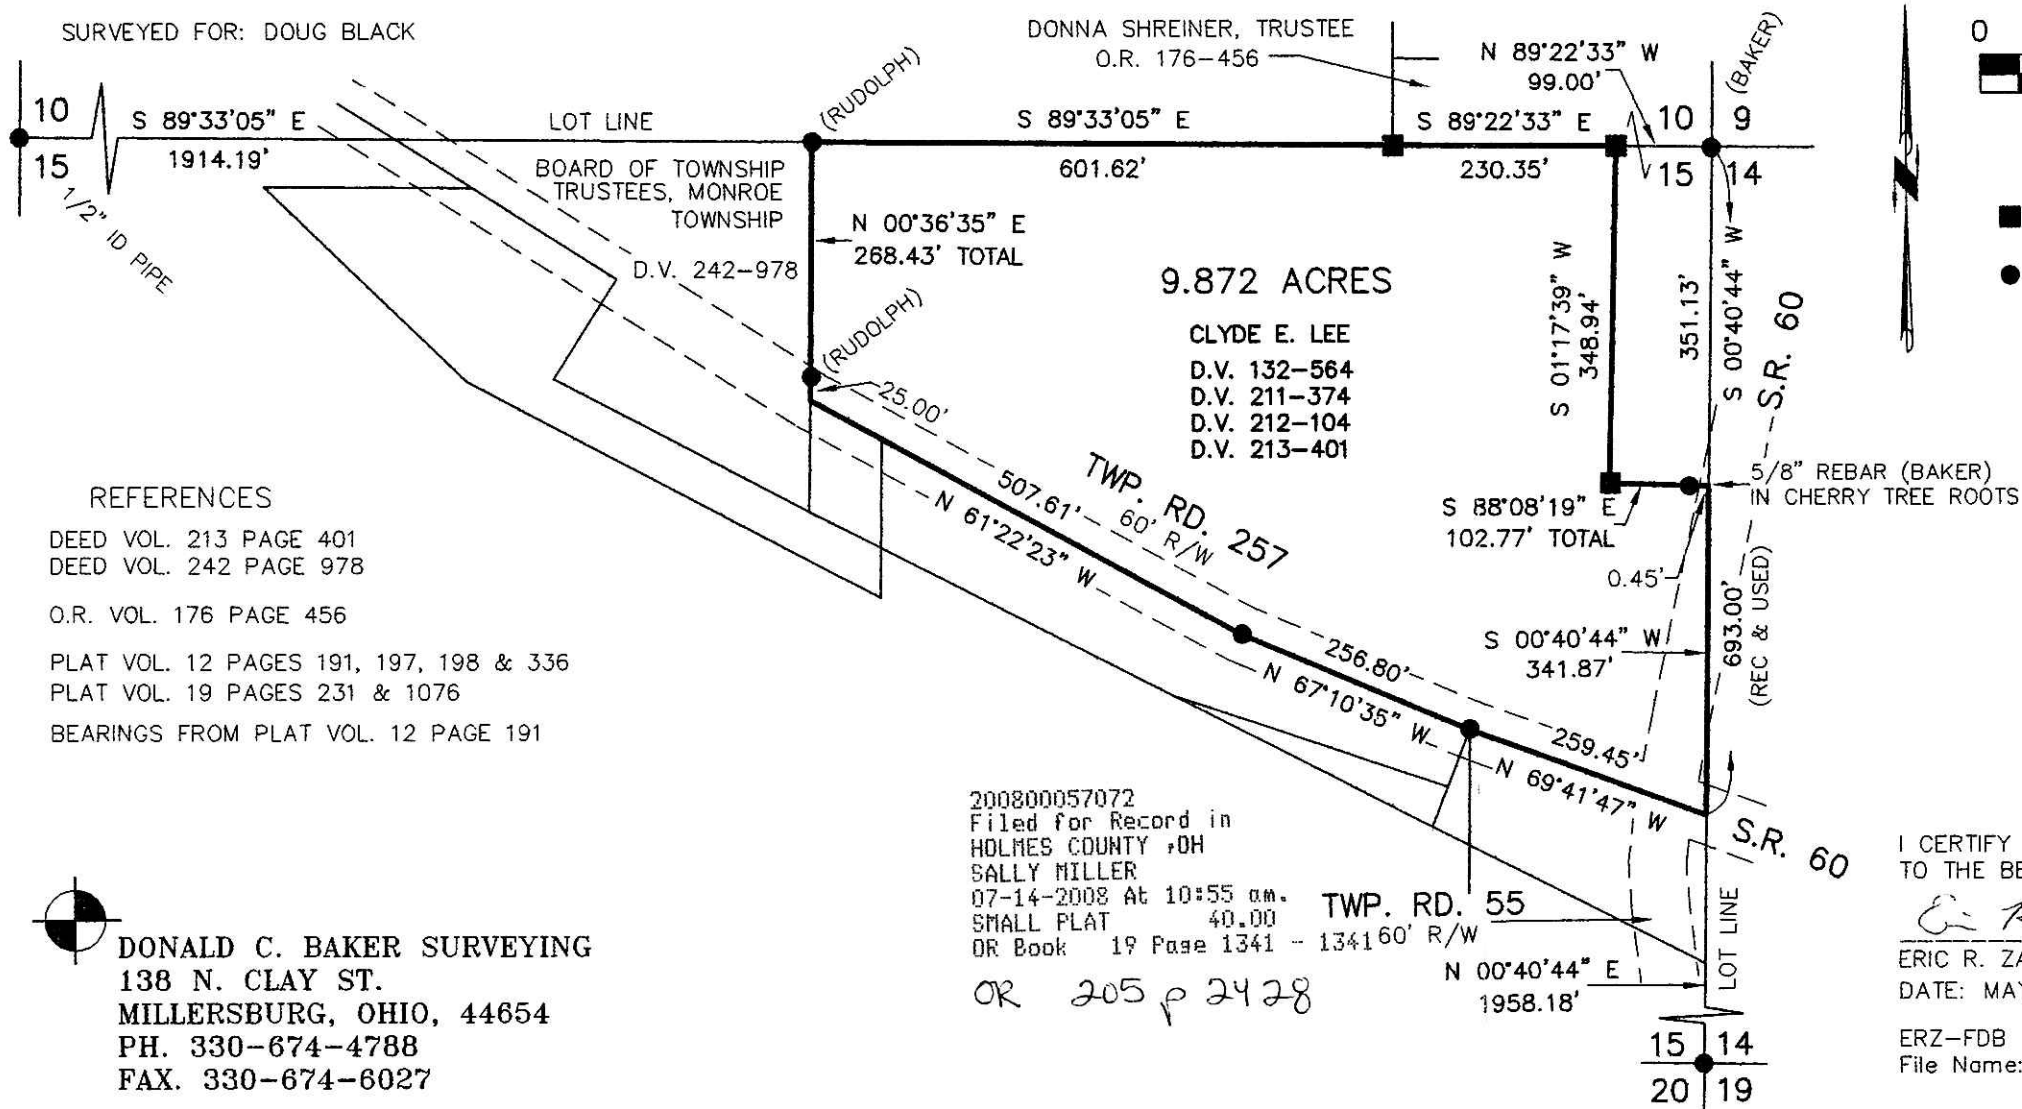 SURVEYED FOR: DOUG BLACK
DONNA SHREINER, TRUSTEE
O.R. 176-456
N 89°22'33" W
99.00'
(BAKER)
0
10
15
S 89°33'05" E
1914.19'
LOT LINE
(RUDOLPH)
S 89°33'05" E
601.62'
S 89°22'33" E
230.35'
10
9
15
14
1/2" ID PIPE
BOARD OF TOWNSHIP
TRUSTEES, MONROE
TOWNSHIP
D.V. 242-978
N 00°36'35" E
268.43' TOTAL
(RUDOLPH)
25.00'
9.872 ACRES
CLYDE E. LEE
D.V. 132-564
D.V. 211-374
D.V. 212-104
D.V. 213-401
S 01°17'39" W
348.94'
351.13'
S 00°40'44" W
S.R. 60
5/8" REBAR (BAKER)
IN CHERRY TREE ROOTS
S 88°08'19" E
102.77' TOTAL
0.45'
693.00'
(REC & USED)
S 00°40'44" W
341.87'
TWP. RD. 257
60' R/W
507.61'
N 61°22'23" W
256.80'
N 67°10'35" W
259.45'
N 69°41'47" W
S.R. 60
REFERENCES
DEED VOL. 213 PAGE 401
DEED VOL. 242 PAGE 978
O.R. VOL. 176 PAGE 456
PLAT VOL. 12 PAGES 191, 197, 198 & 336
PLAT VOL. 19 PAGES 231 & 1076
BEARINGS FROM PLAT VOL. 12 PAGE 191
200800057072
Filed for Record in
HOLMES COUNTY ,OH
SALLY MILLER
07-14-2008 At 10:55 am.
SMALL PLAT 40.00
OR Book 19 Page 1341 - 1341
OR 205 p 2428
TWP. RD. 55
60' R/W
N 00°40'44" E
1958.18'
LOT LINE
15
14
20
19
DONALD C. BAKER SURVEYING
138 N. CLAY ST.
MILLERSBURG, OHIO, 44654
PH. 330-674-4788
FAX. 330-674-6027
I CERTIFY
TO THE BE
ERIC R. ZA
DATE: MAY
ERZ-FDB
File Name: